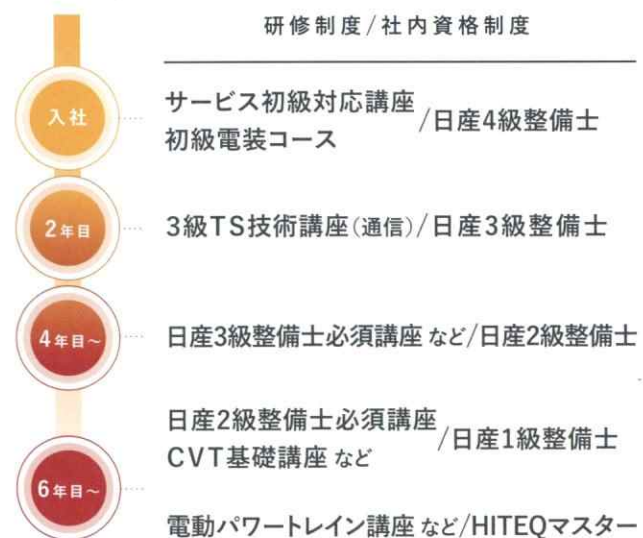 研修制度/社内資格制度
入社
サービス初級対応講座
初級電装コース
/日産4級整備士
2年目
3級TS技術講座(通信)/日産3級整備士
4年目~
日産3級整備士必須講座 など/日産2級整備士
6年目~
日産2級整備士必須講座
CVT基礎講座 など
/日産1級整備士
電動パワートレイン講座 など/HITEQマスター